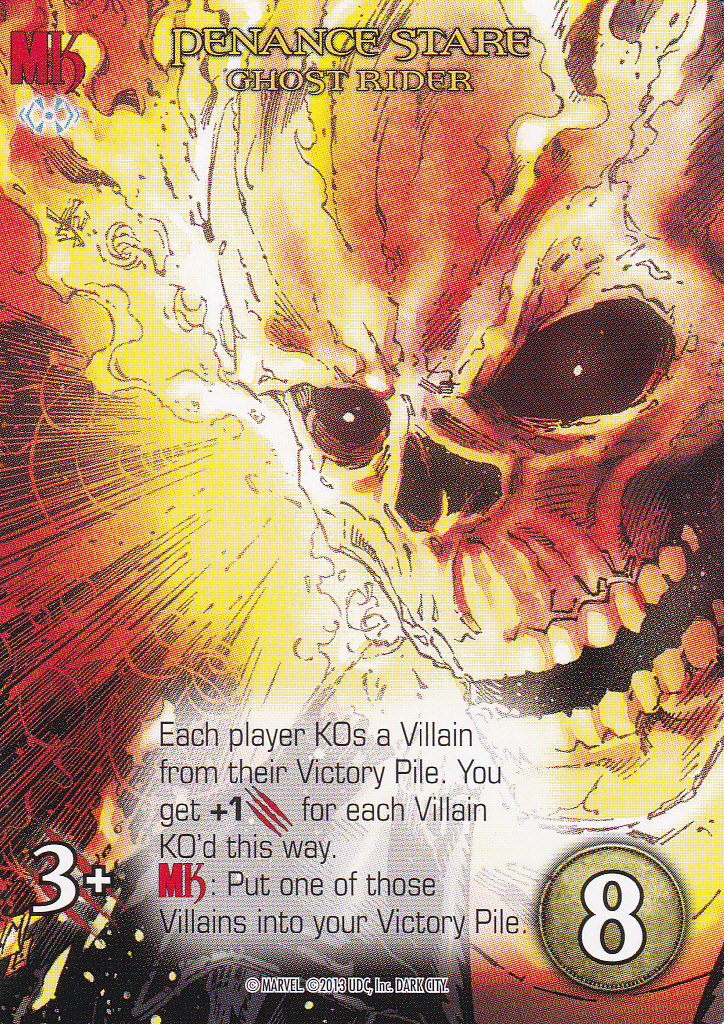 MK
PENANCE STARE
GHOST RIDER
Each player KOs a Villain
from their Victory Pile. You
get +1 for each Villain
KO'd this way.
MK: Put one of those
Villains into your Victory Pile.
3+
8
© MARVEL ©2013 UDC, Inc. DARK CITY.